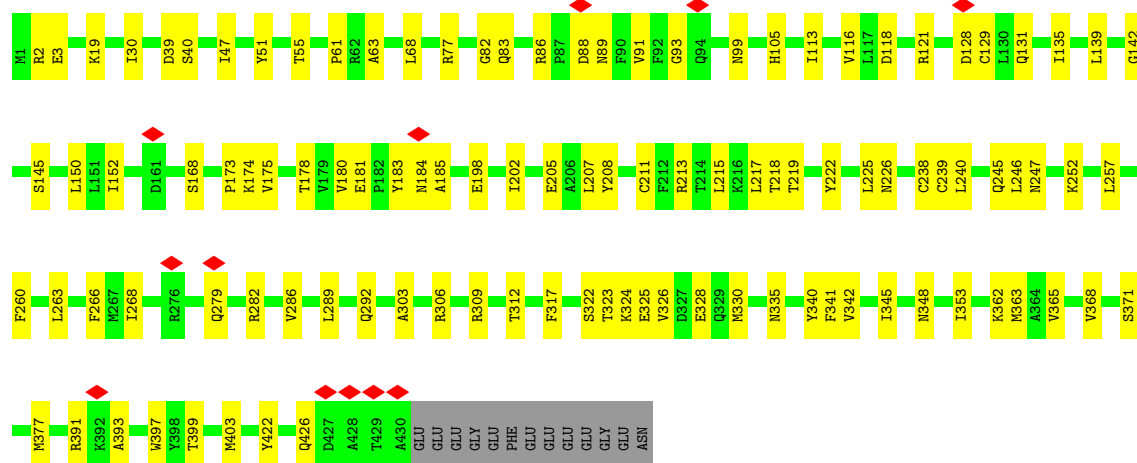 M1 R2 E3 K19 I30 D39 S40 I47 Y51 T55 P61 R62 A63 L68 R77 G82 Q83 R86 P87 D88 N89 F90 V91 F92 G93 Q94 N99 H105 I113 V116 L117 D118 R121 D128 C129 L130 Q131 I135 L139 G142
S145 L150 L151 I152 D161 S168 P173 K174 V175 T178 V179 V180 E181 P182 Y183 N184 A185 E198 I202 E205 A206 L207 Y208 C211 F212 R213 T214 L215 K216 L217 T218 T219 Y222 L225 N226 C238 C239 L240 Q245 L246 N247 K252 L257
F260 L263 F266 M267 I268 R276 Q279 R282 V286 L289 Q292 A303 R306 R309 T312 F317 S322 T323 K324 E325 V326 D327 E328 Q329 M330 N335 Y340 F341 V342 I345 N348 I353 K362 M363 A364 V365 V368 S371
M377 R391 K392 A393 W397 Y398 T399 M403 Y422 Q426 D427 A428 T429 A430 GLU GLU GLU GLY GLU PHE GLU GLU GLU GLU GLY GLU ASN